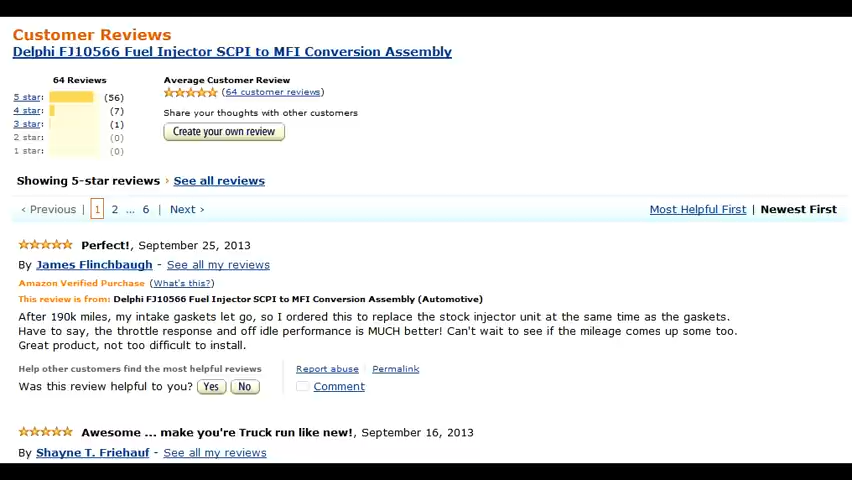 Customer Reviews
Delphi FJ10566 Fuel Injector SCPI to MFI Conversion Assembly
64 Reviews
5 star: (56)
4 star: (7)
3 star: (1)
2 star: (0)
1 star: (0)
Average Customer Review
(64 customer reviews)
Share your thoughts with other customers
Create your own review
Showing 5-star reviews › See all reviews
‹ Previous | 1 2 ... 6 | Next ›
Most Helpful First | Newest First
Perfect!, September 25, 2013
By James Flinchbaugh - See all my reviews
Amazon Verified Purchase (What's this?)
This review is from: Delphi FJ10566 Fuel Injector SCPI to MFI Conversion Assembly (Automotive)
After 190k miles, my intake gaskets let go, so I ordered this to replace the stock injector unit at the same time as the gaskets.
Have to say, the throttle response and off idle performance is MUCH better! Can't wait to see if the mileage comes up some too.
Great product, not too difficult to install.
Help other customers find the most helpful reviews
Was this review helpful to you? Yes No
Report abuse | Permalink
Comment
Awesome ... make you're Truck run like new!, September 16, 2013
By Shayne T. Friehauf - See all my reviews